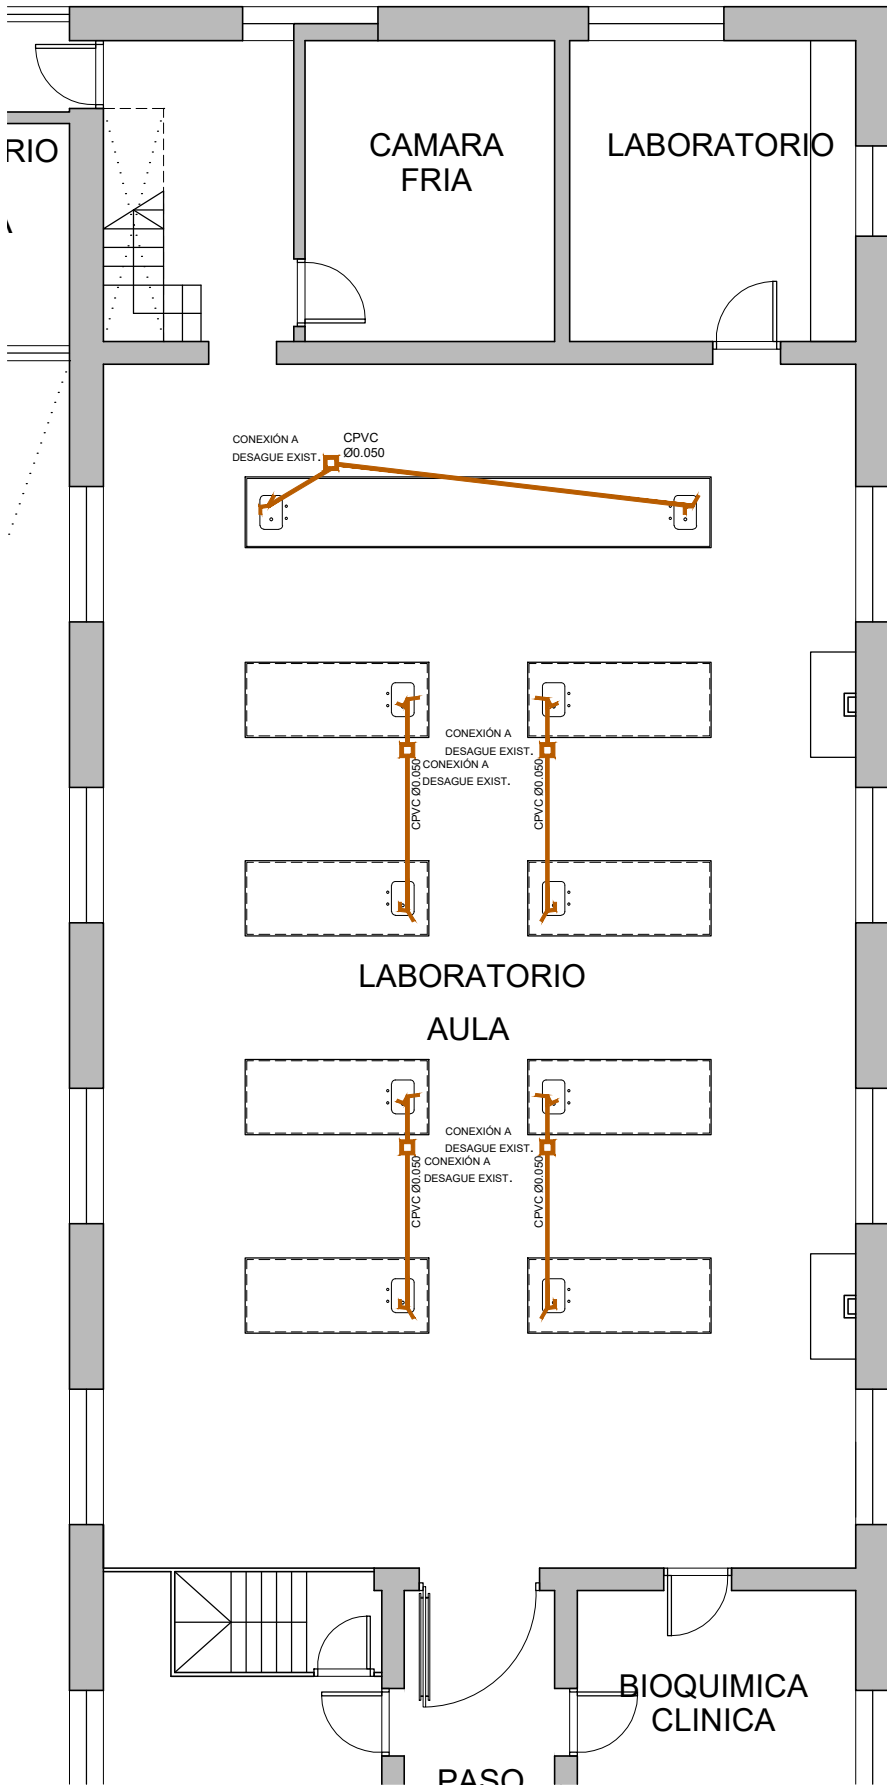 RIO
CAMARA
FRIA
LABORATORIO
CONEXIÓN A
DESAGUE EXIST.
CPVC
Ø0.050
CONEXIÓN A
DESAGUE EXIST.
CONEXIÓN A
DESAGUE EXIST.
CPVC Ø0.050
CPVC Ø0.050
LABORATORIO
AULA
CONEXIÓN A
DESAGUE EXIST.
CONEXIÓN A
DESAGUE EXIST.
CPVC Ø0.050
CPVC Ø0.050
BIOQUIMICA
CLINICA
PASO